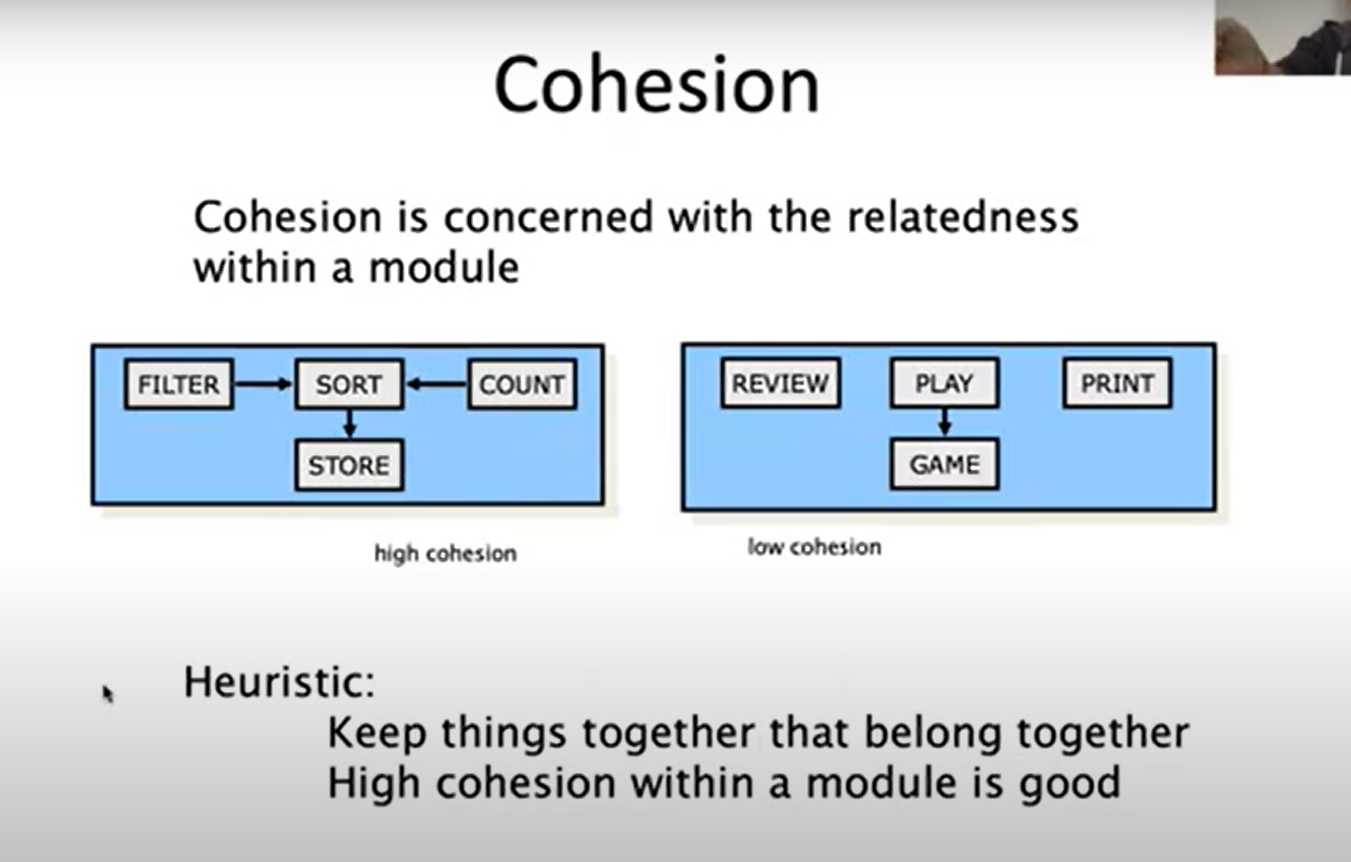 Cohesion
Cohesion is concerned with the relatedness
within a module
FILTER SORT COUNT
STORE
REVIEW PLAY PRINT
GAME
high cohesion
low cohesion
Heuristic:
Keep things together that belong together
High cohesion within a module is good